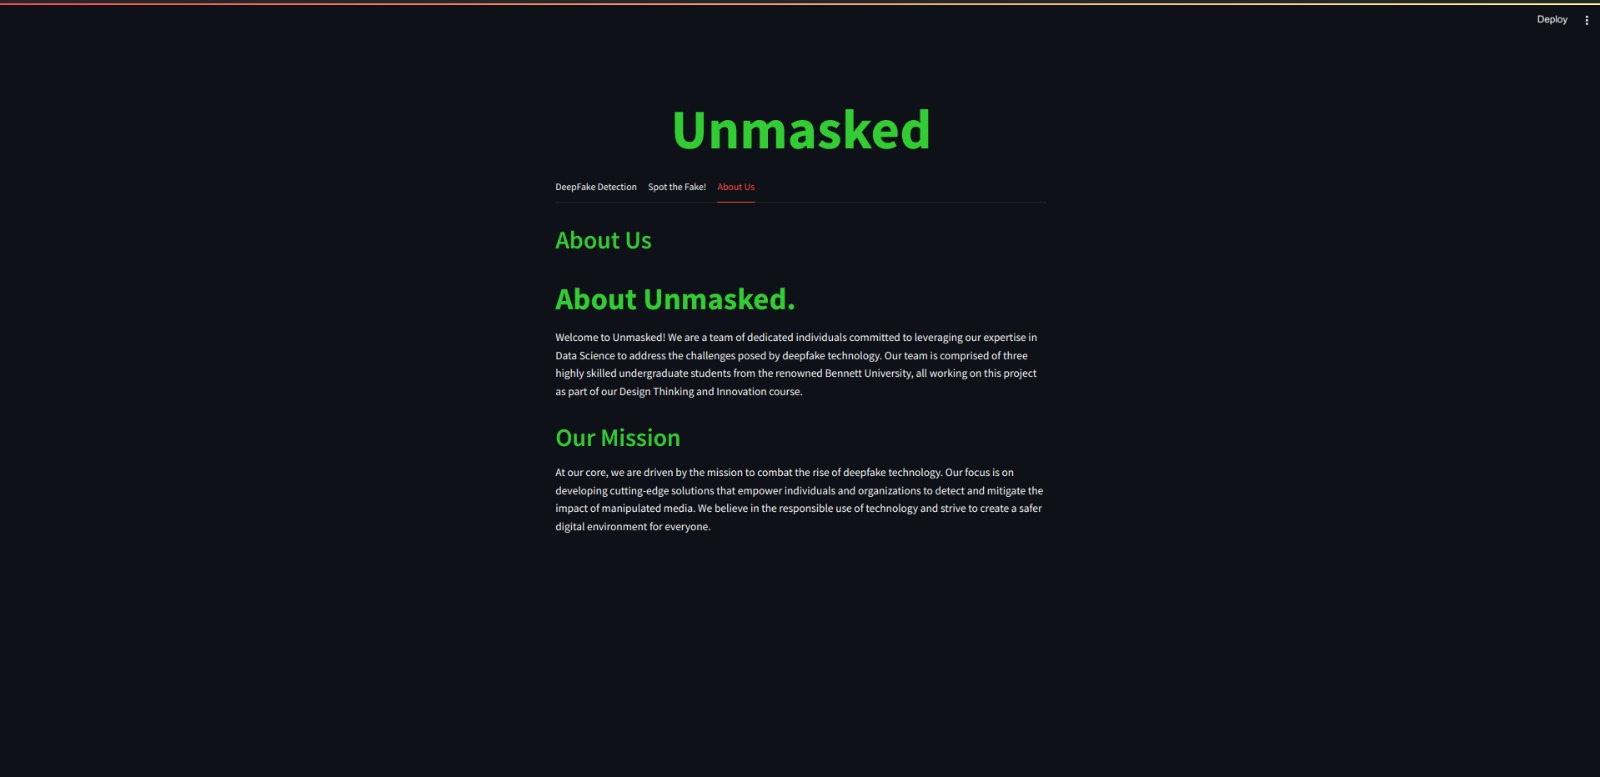 Deploy
Unmasked
DeepFake Detection Spot the Fake! About Us
About Us
About Unmasked.
Welcome to Unmasked! We are a team of dedicated individuals committed to leveraging our expertise in
Data Science to address the challenges posed by deepfake technology. Our team is comprised of three
highly skilled undergraduate students from the renowned Bennett University, all working on this project
as part of our Design Thinking and Innovation course.
Our Mission
At our core, we are driven by the mission to combat the rise of deepfake technology. Our focus is on
developing cutting-edge solutions that empower individuals and organizations to detect and mitigate the
impact of manipulated media. We believe in the responsible use of technology and strive to create a safer
digital environment for everyone.